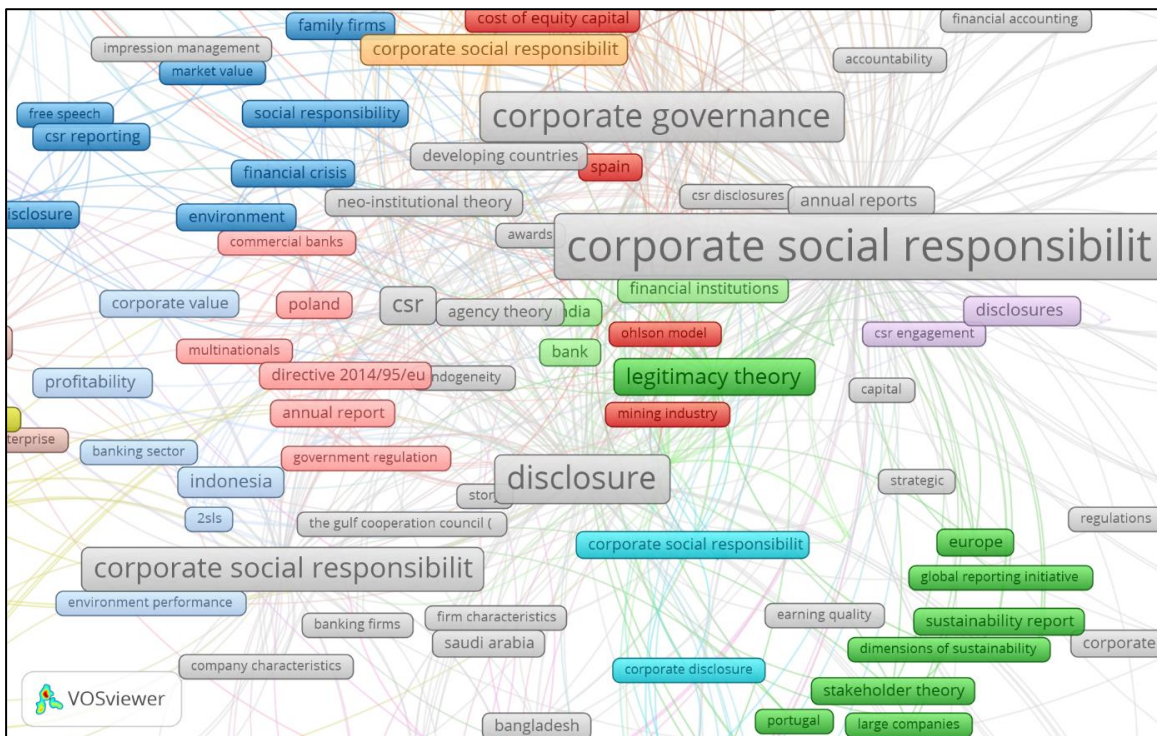 cost of equity capital
financial accounting
family firms
impression management
corporate social responsibilit
accountability
market value
free speech
social responsibility
corporate governance
csr reporting
developing countries
spain
financial crisis
csr disclosures
annual reports
neo-institutional theory
isclosure
environment
commercial banks
awards
corporate social responsibilit
financial institutions
corporate value
poland
csr
agency theory
ndia
disclosures
ohlson model
csr engagement
multinationals
bank
directive 2014/95/eu
ndogeneity
legitimacy theory
profitability
capital
annual report
mining industry
terprise
banking sector
government regulation
disclosure
indonesia
strategic
stor
2sls
the gulf cooperation council (
regulations
corporate social responsibilit
europe
corporate social responsibilit
global reporting initiative
environment performance
banking firms
firm characteristics
earning quality
sustainability report
saudi arabia
dimensions of sustainability
corporate
company characteristics
corporate disclosure
stakeholder theory
VOSviewer
bangladesh
portugal
large companies